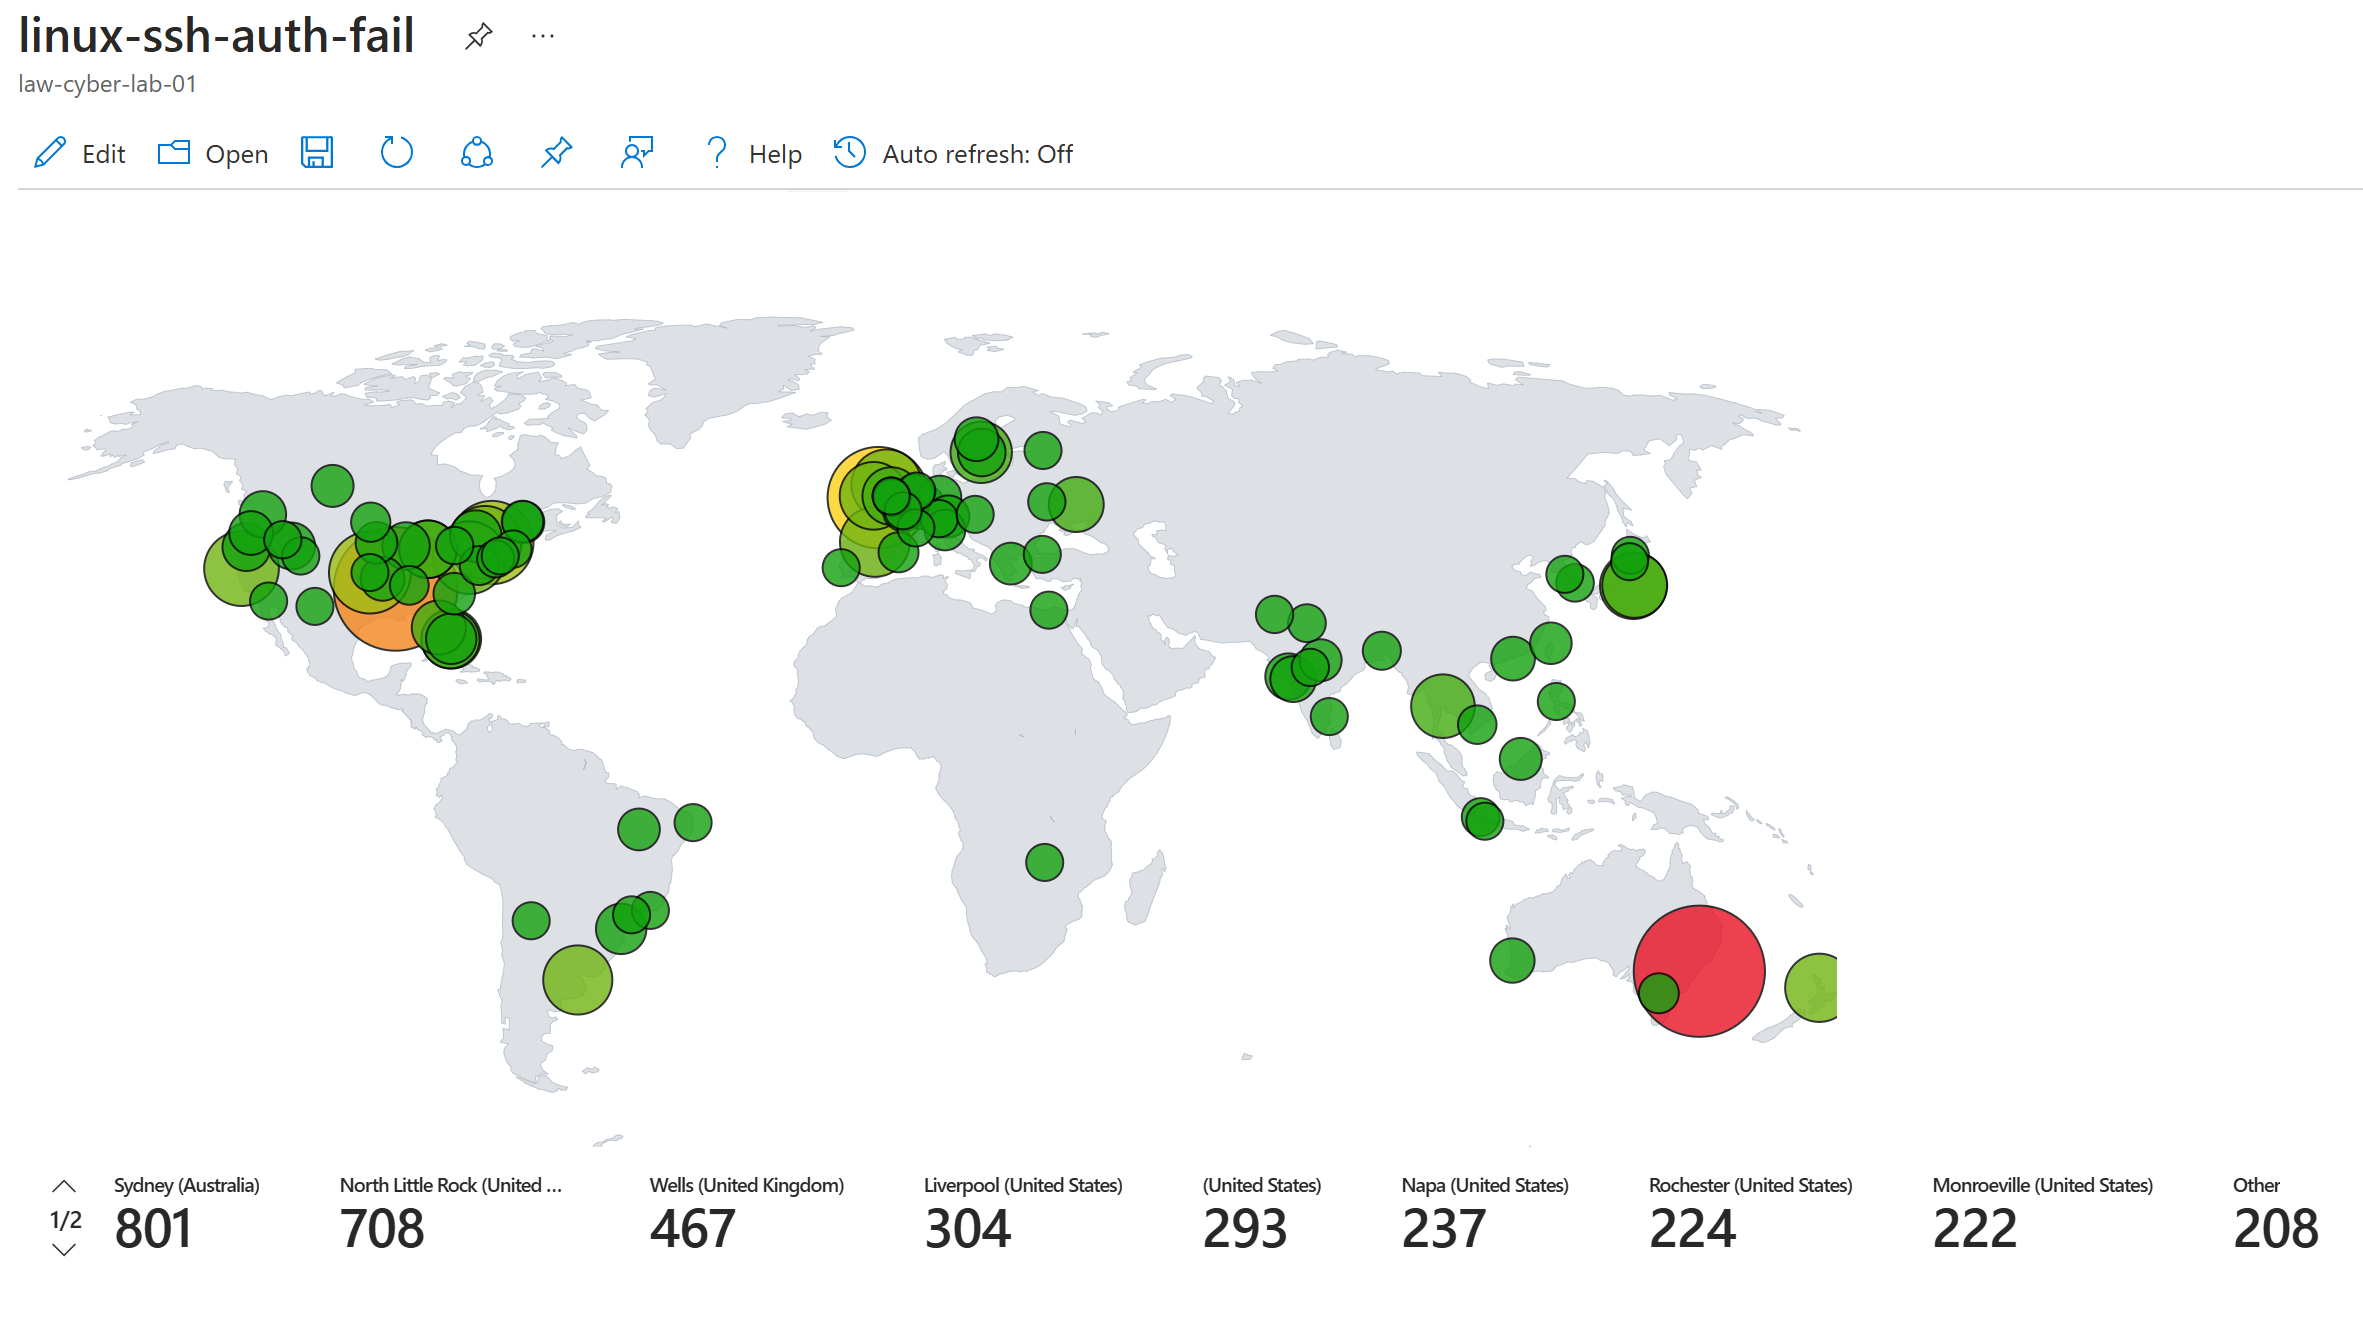 linux-ssh-auth-fail
law-cyber-lab-01
Edit Open Help Auto refresh: Off
Sydney (Australia) North Little Rock (United ... Wells (United Kingdom) Liverpool (United States) (United States) Napa (United States) Rochester (United States) Monroeville (United States) Other
1/2 801 708 467 304 293 237 224 222 208